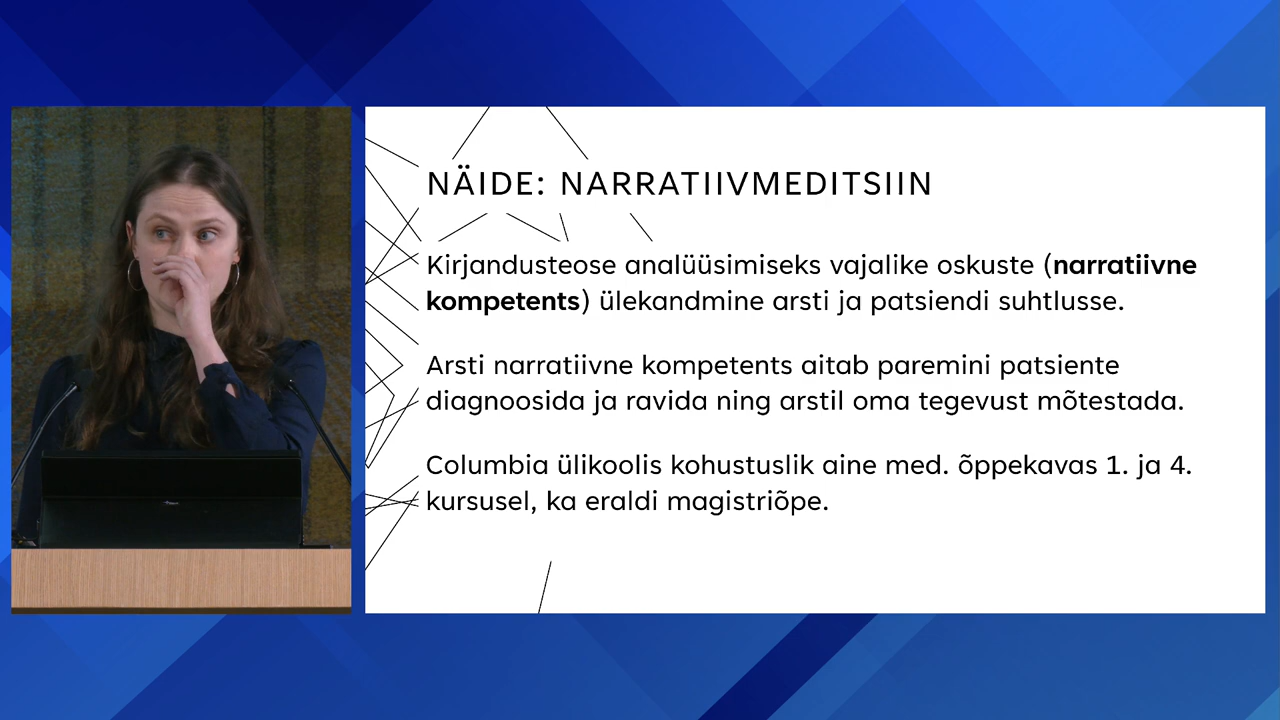 NÄIDE: NARRATIIVMEDITSIIN
Kirjandusteose analüüsimiseks vajalike oskuste (narratiivne
kompetents) ülekandmine arsti ja patsiendi suhtlusse.
Arsti narratiivne kompetents aitab paremini patsiente
diagnoosida ja ravida ning arstil oma tegevust mõtestada.
Columbia ülikoolis kohustuslik aine med. õppekavas 1. ja 4.
kursusel, ka eraldi magistriõpe.